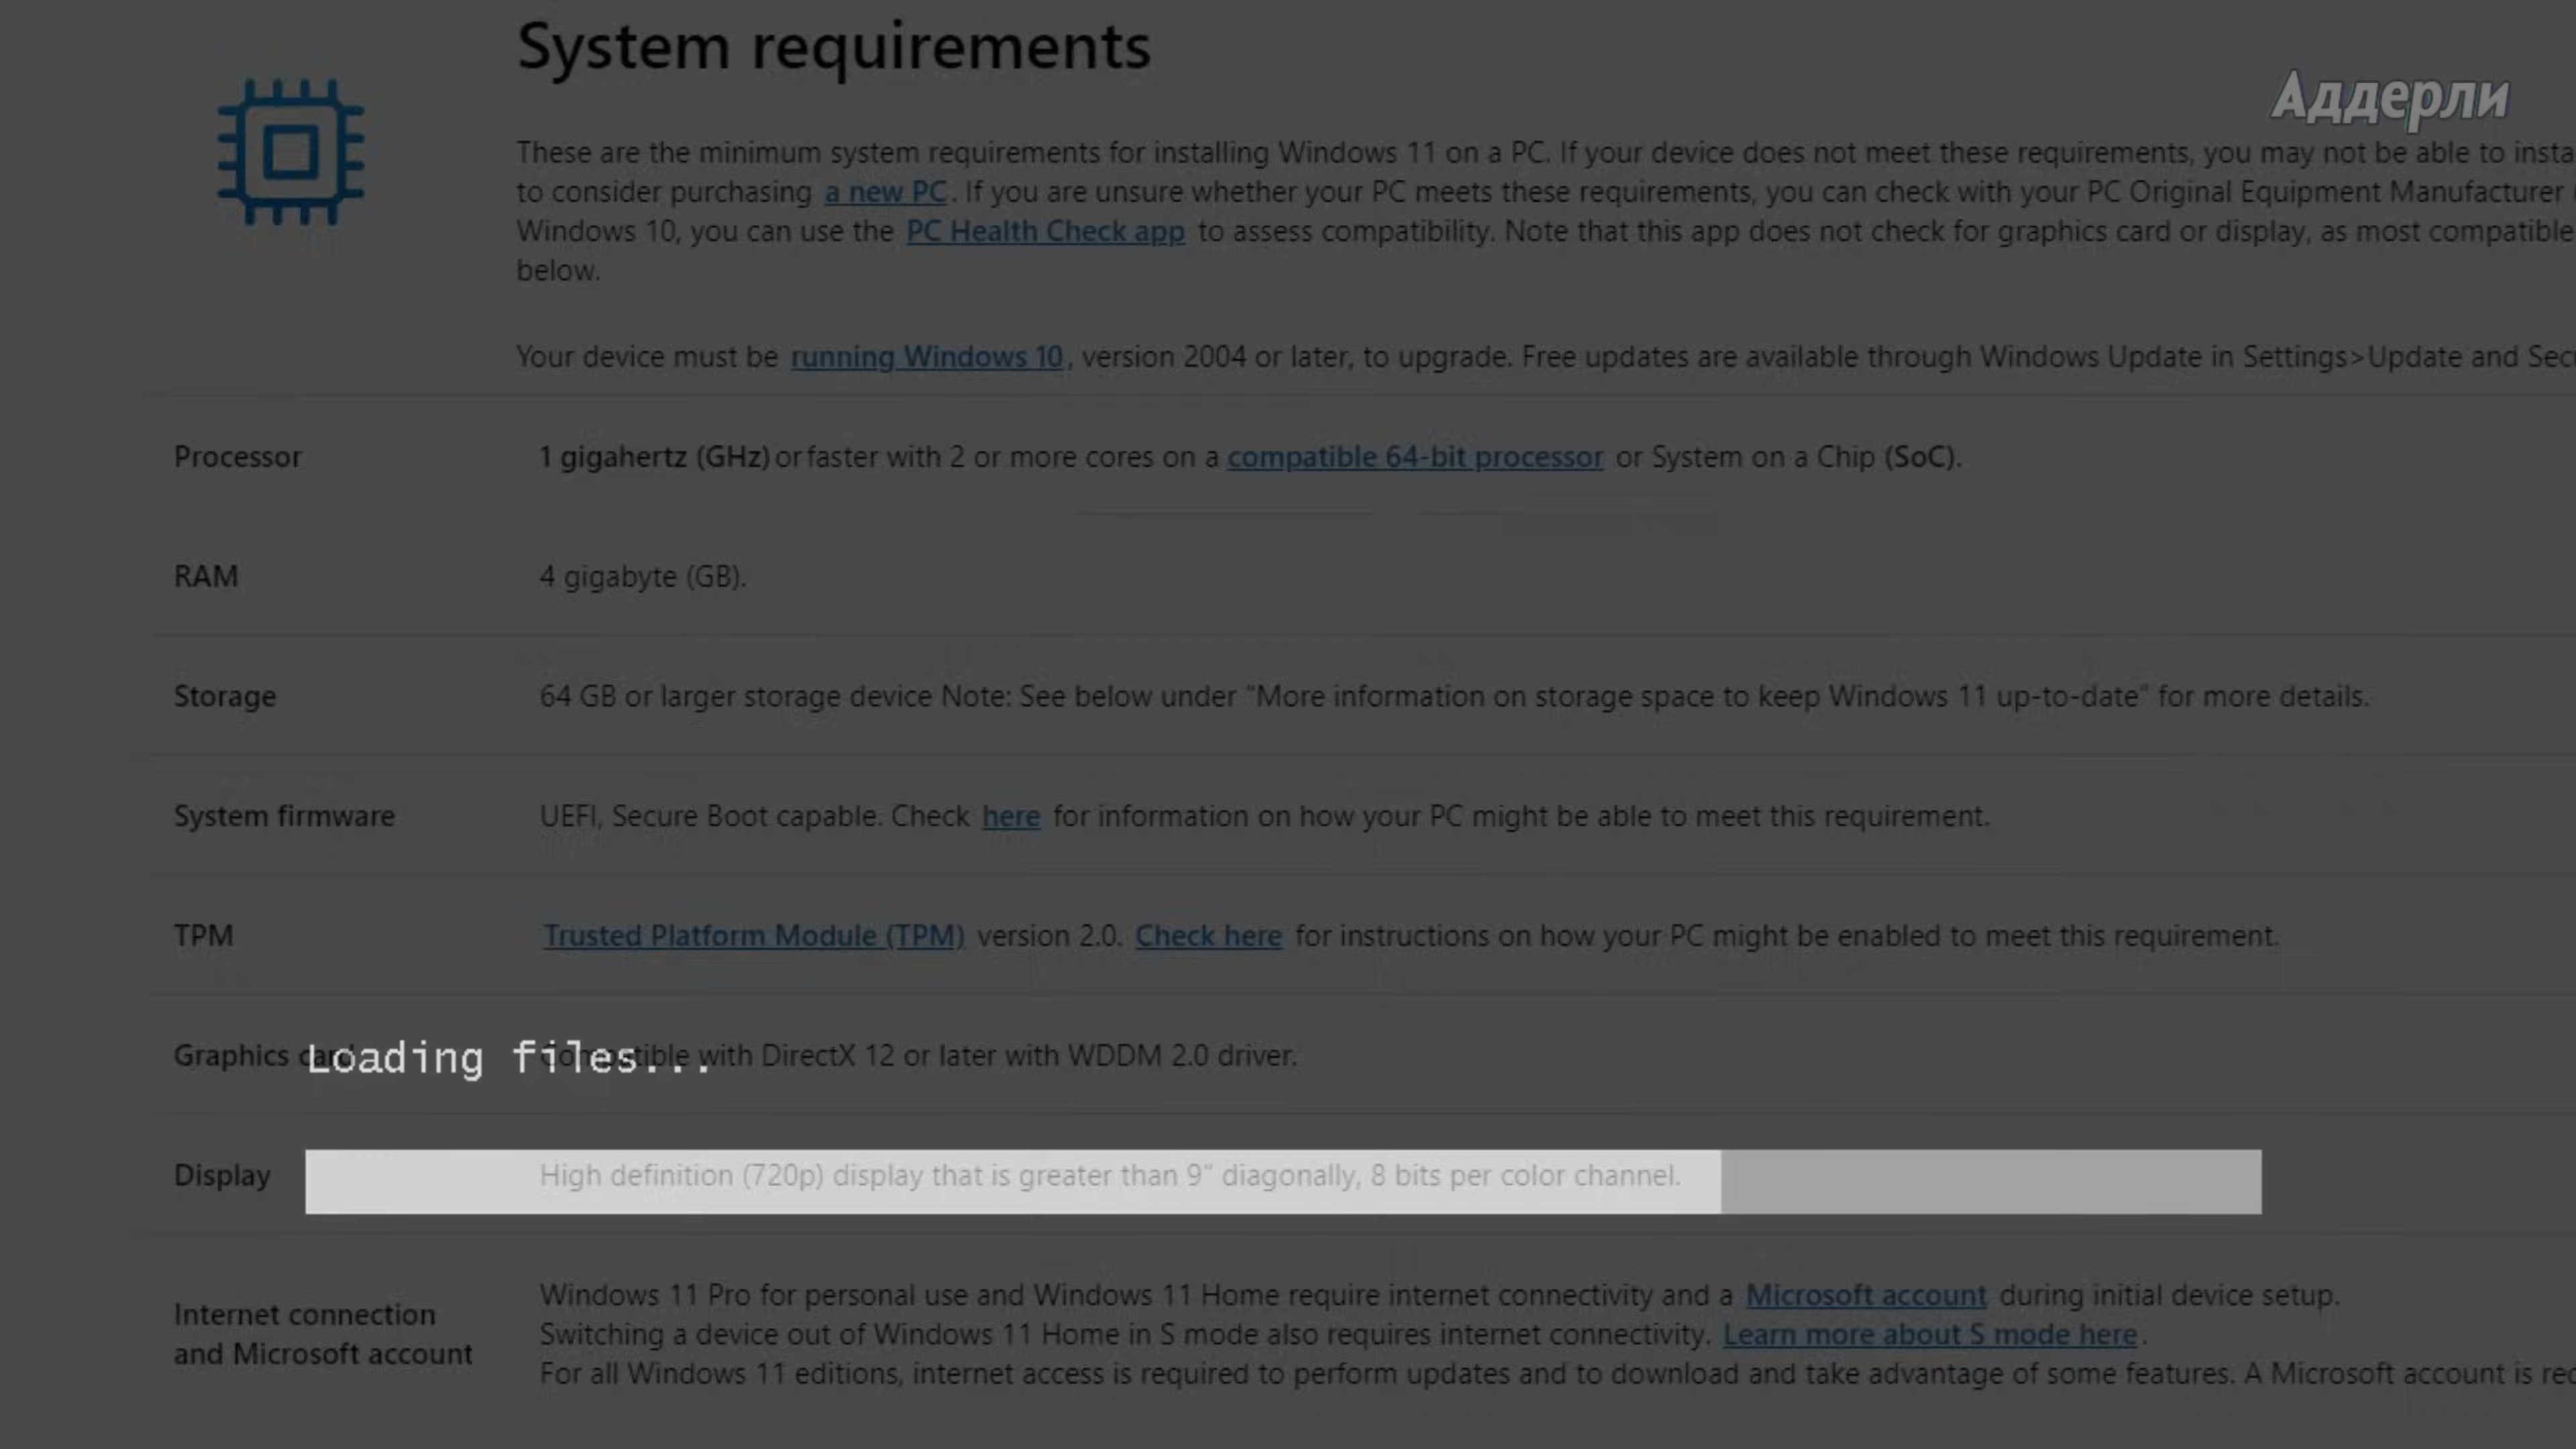 System requirements
Аддерли
These are the minimum system requirements for installing Windows 11 on a PC. If your device does not meet these requirements, you may not be able to
to consider purchasing a new PC. If you are unsure whether your PC meets these requirements, you can check with your PC Original Equipment Manufacturer
Windows 10, you can use the PC Health Check app to assess compatibility. Note that this app does not check for graphics card or display, as most compatible
below.
Your device must be running Windows 10, version 2004 or later, to upgrade. Free updates are available through Windows Update in Settings>Update and
Processor 1 gigahertz (GHz) or faster with 2 or more cores on a compatible 64-bit processor or System on a Chip (SoC).
RAM 4 gigabyte (GB).
Storage 64 GB or larger storage device Note: See below under "More information on storage space to keep Windows 11 up-to-date" for more details.
System firmware UEFI, Secure Boot capable. Check here for information on how your PC might be able to meet this requirement.
TPM Trusted Platform Module (TPM) version 2.0. Check here for instructions on how your PC might be enabled to meet this requirement.
Graphics card Compatible with DirectX 12 or later with WDDM 2.0 driver.
Loading files...
Display High definition (720p) display that is greater than 9" diagonally, 8 bits per color channel.
Internet connection
and Microsoft account
Windows 11 Pro for personal use and Windows 11 Home require internet connectivity and a Microsoft account during initial device setup.
Switching a device out of Windows 11 Home in S mode also requires internet connectivity. Learn more about S mode here.
For all Windows 11 editions, internet access is required to perform updates and to download and take advantage of some features. A Microsoft account is